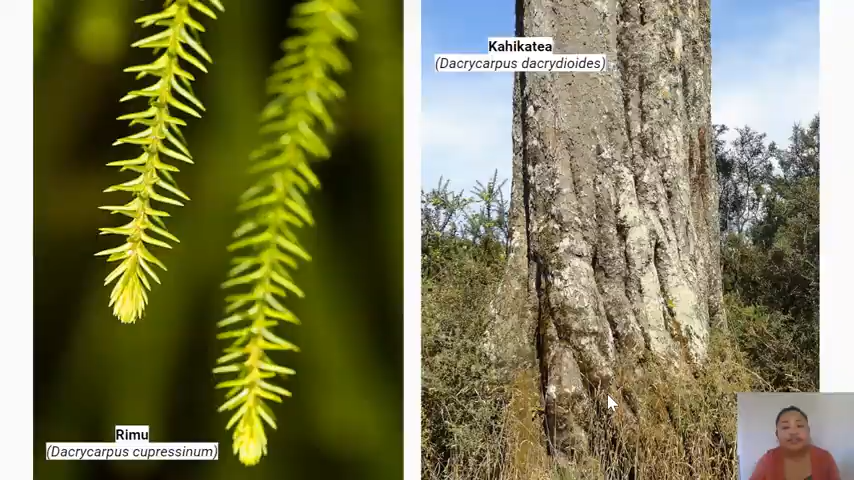 Kahikatea
(Dacrycarpus dacrydioides)
Rimu
(Dacrycarpus cupressinum)